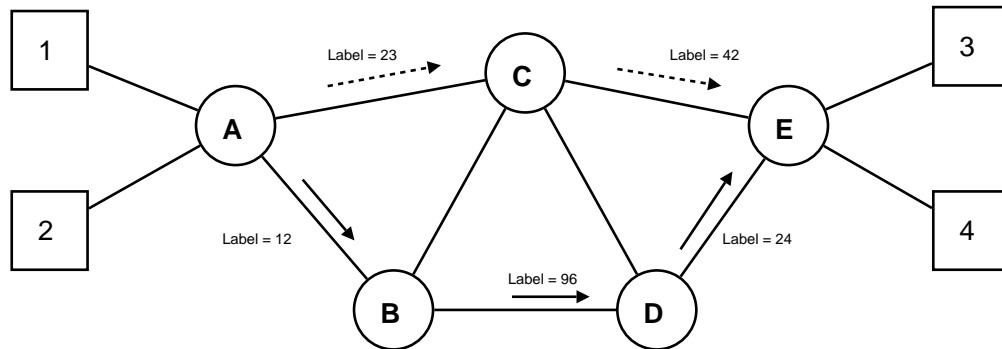 1
Label = 23
Label = 42
3
C
A
E
2
Label = 12
Label = 24
4
Label = 96
B
D